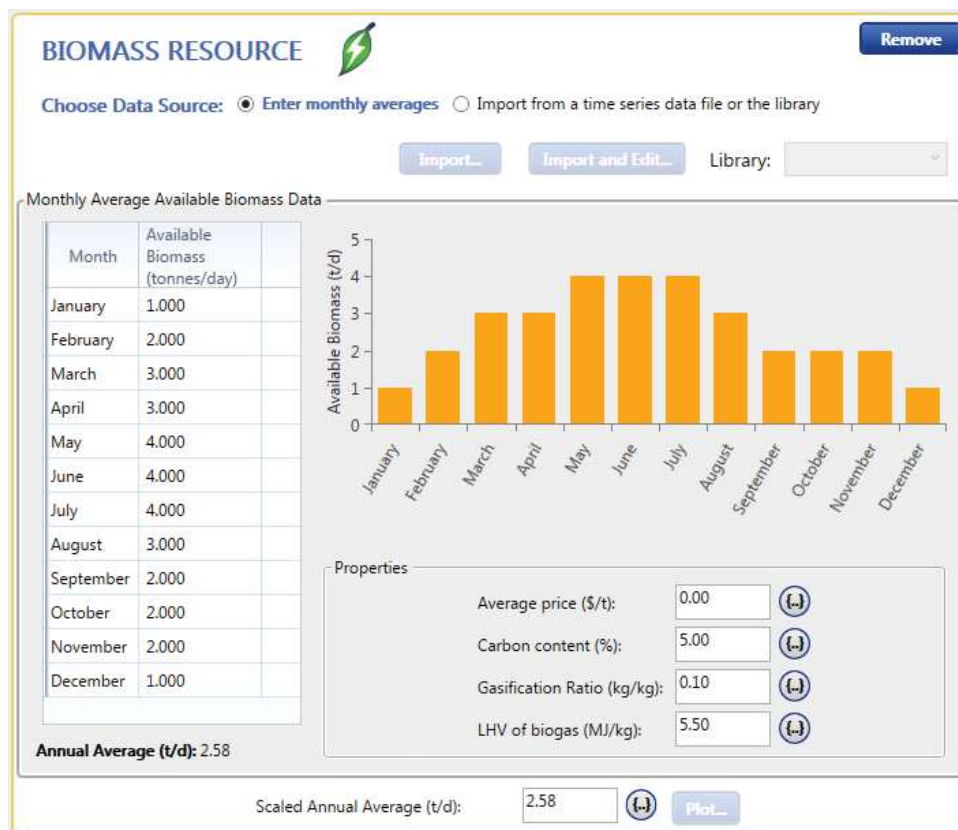 BIOMASS RESOURCE
Remove
Choose Data Source: Enter monthly averages Import from a time series data file or the library
Import... Import and Edit... Library:
Monthly Average Available Biomass Data
Month Available Biomass (tonnes/day)
January 1.000
February 2.000
March 3.000
April 3.000
May 4.000
June 4.000
July 4.000
August 3.000
September 2.000
October 2.000
November 2.000
December 1.000
Annual Average (t/d): 2.58
Available Biomass (t/d)
5
4
3
2
1
0
January February March April May June July August September October November December
Properties
Average price ($/t): 0.00 {..}
Carbon content (%): 5.00 {..}
Gasification Ratio (kg/kg): 0.10 {..}
LHV of biogas (MJ/kg): 5.50 {..}
Scaled Annual Average (t/d): 2.58 {..} Plot...